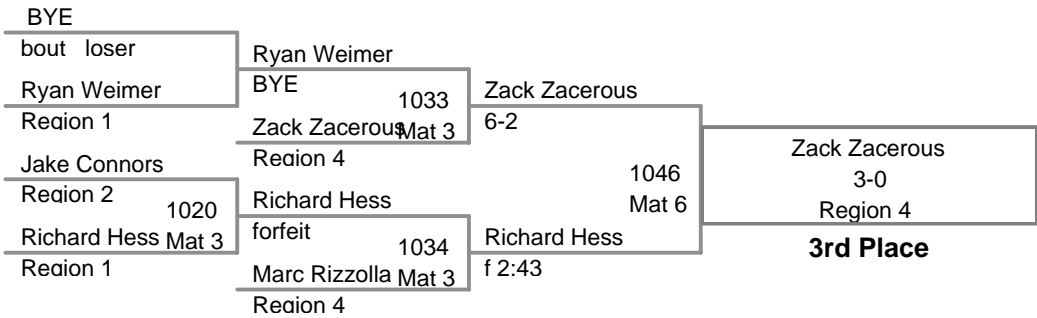 BYE
bout loser
Ryan Weimer
Region 1
Jake Connors
Region 2
1020
Richard Hess Mat 3
Region 1
Ryan Weimer
BYE
1033
Zack Zacerous Mat 3
Region 4
Richard Hess
forfeit
1034
Marc Rizzolla Mat 3
Region 4
Zack Zacerous
6-2
1046
Mat 6
Richard Hess
f 2:43
Zack Zacerous
3-0
Region 4
3rd Place